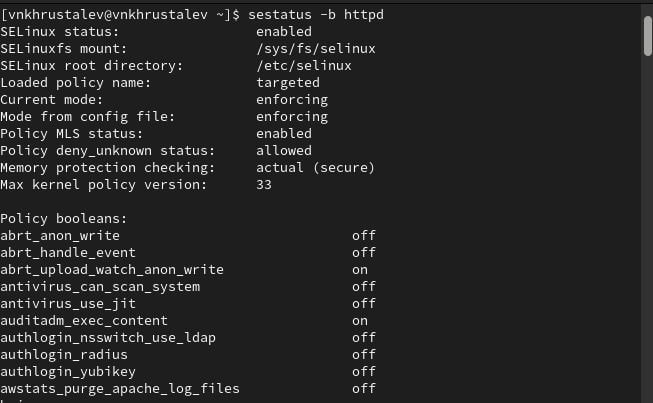 [vnkhrustalev@vnkhrustalev ~]$ sestatus -b httpd
SELinux status:                 enabled
SELinuxfs mount:                /sys/fs/selinux
SELinux root directory:         /etc/selinux
Loaded policy name:             targeted
Current mode:                   enforcing
Mode from config file:          enforcing
Policy MLS status:              enabled
Policy deny_unknown status:     allowed
Memory protection checking:     actual (secure)
Max kernel policy version:      33

Policy booleans:
abrt_anon_write                             off
abrt_handle_event                           off
abrt_upload_watch_anon_write                on
antivirus_can_scan_system                   off
antivirus_use_jit                           off
auditadm_exec_content                       on
authlogin_nsswitch_use_ldap                 off
authlogin_radius                            off
authlogin_yubikey                           off
awstats_purge_apache_log_files              off